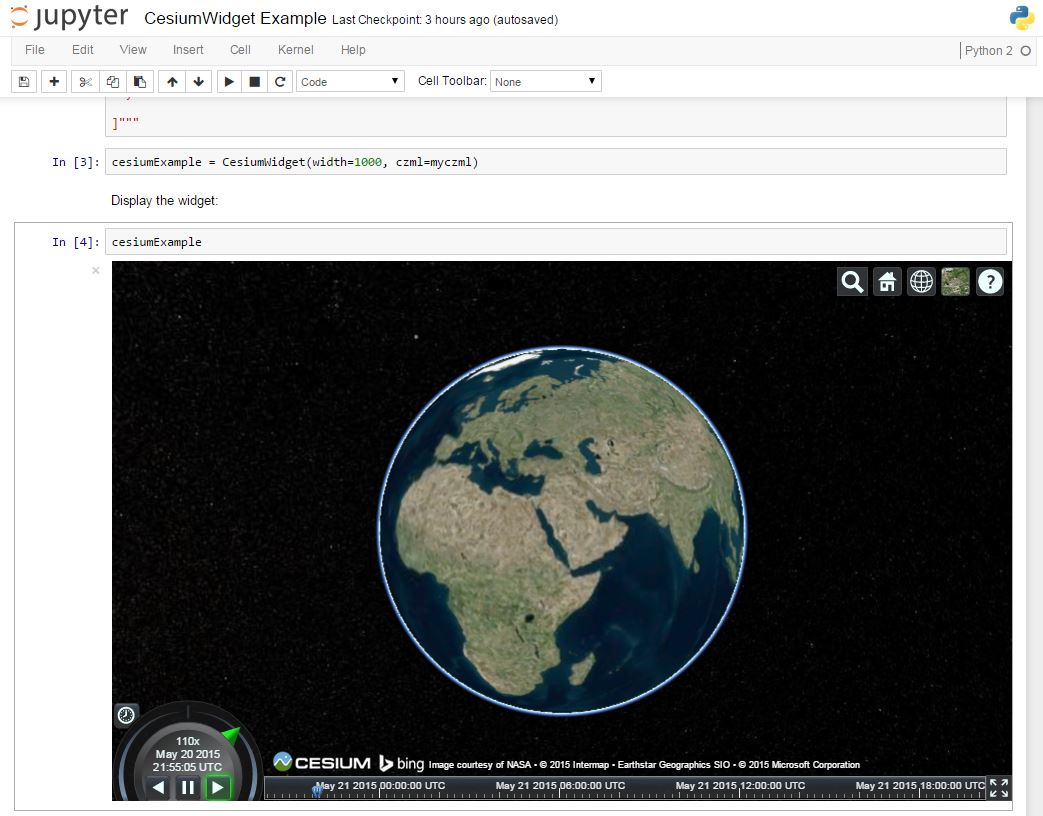 jupyter CesiumWidget Example Last Checkpoint: 3 hours ago (autosaved)
File Edit View Insert Cell Kernel Help Python 2
Code Cell Toolbar: None
]"""
In [3]: cesiumExample = CesiumWidget(width=1000, czml=myczml)
Display the widget:
In [4]: cesiumExample
110x
May 20 2015
21:55:05 UTC
CESIUM bing Image courtesy of NASA • © 2015 Intermap • Earthstar Geographics SIO • © 2015 Microsoft Corporation
May 21 2015 00:00:00 UTC May 21 2015 06:00:00 UTC May 21 2015 12:00:00 UTC May 21 2015 18:00:00 UTC